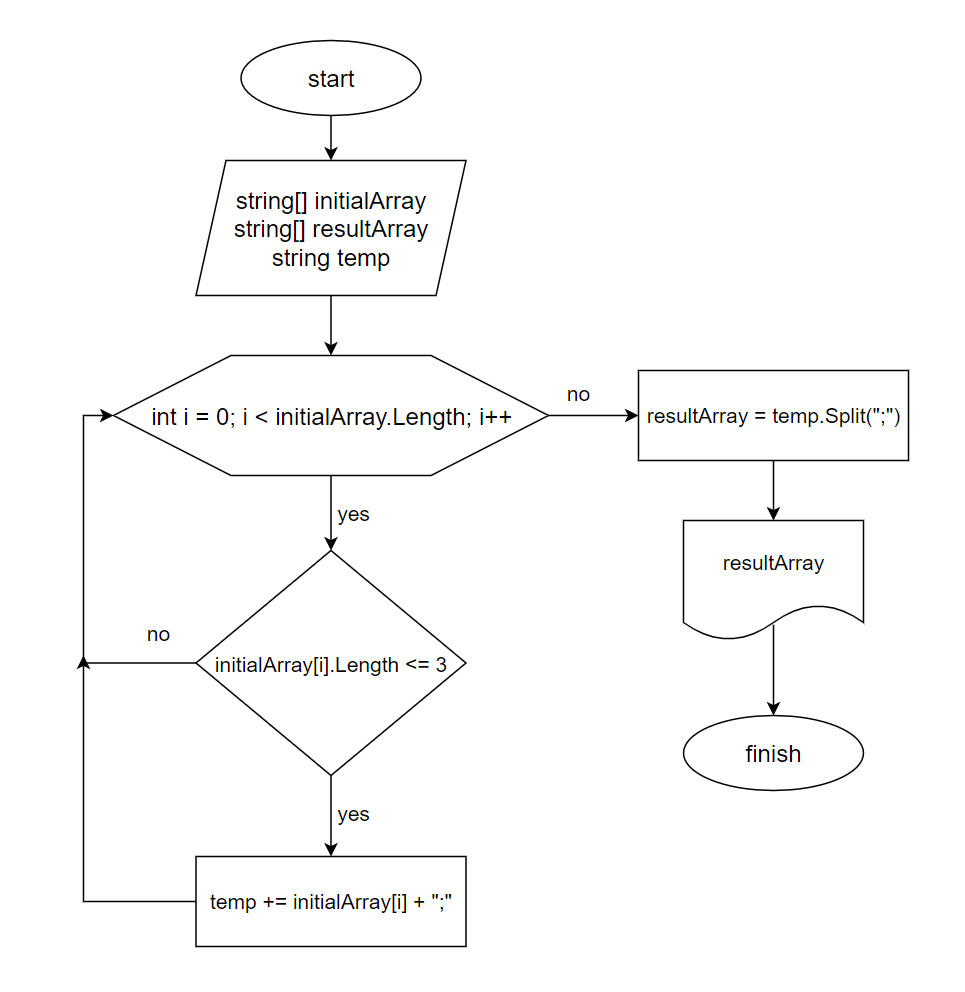 start
string[] initialArray
string[] resultArray
string temp
int i = 0; i < initialArray.Length; i++
no
resultArray = temp.Split(";")
yes
resultArray
no
initialArray[i].Length <= 3
finish
yes
temp += initialArray[i] + ";"